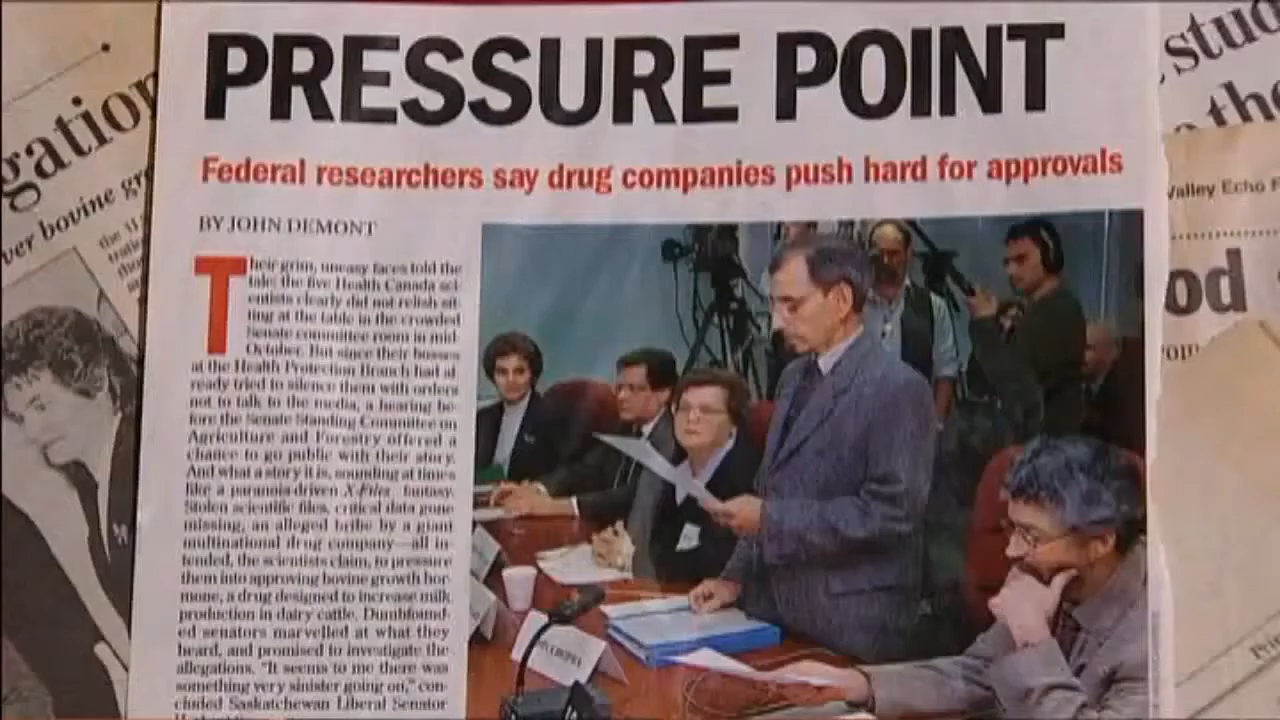 PRESSURE POINT
Federal researchers say drug companies push hard for approvals
BY JOHN DEMONT
Their grim, uneasy faces told the
tale: the five Health Canada sci-
entists clearly did not relish sit-
ting at the table in the crowded
Senate committee room in mid-
October. But since their bosses
at the Health Protection Branch had al-
ready tried to silence them with orders
not to talk to the media, a hearing be-
fore the Senate Standing Committee on
Agriculture and Forestry offered a
chance to go public with their story.
And what a story it is, sounding at times
like a paranoia-driven X-Files fantasy.
Stolen scientific files, critical data gone
missing, an alleged bribe by a giant
multinational drug company—all in-
tended, the scientists claim, to pressure
them into approving bovine growth hor-
mone, a drug designed to increase milk
production in dairy cattle. Dumbfound-
ed senators marvelled at what they
heard, and promised to investigate the
allegations. "It seems to me there was
something very sinister going on," con-
cluded Saskatchewan Liberal Senator
gation
ver bovine gr
the
stud
the
Valley Echo
od
CHOPRA